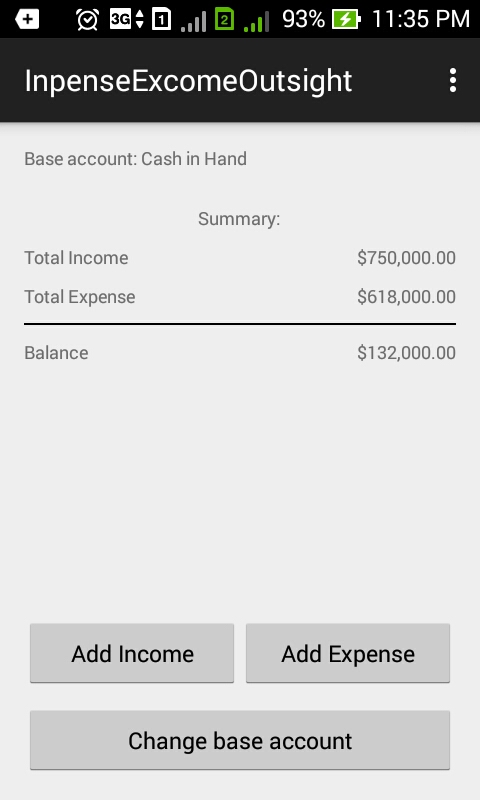 3G 1 2 93% 11:35 PM
InpenseExcomeOutsight
Base account: Cash in Hand
Summary:
Total Income $750,000.00
Total Expense $618,000.00
Balance $132,000.00
Add Income Add Expense
Change base account